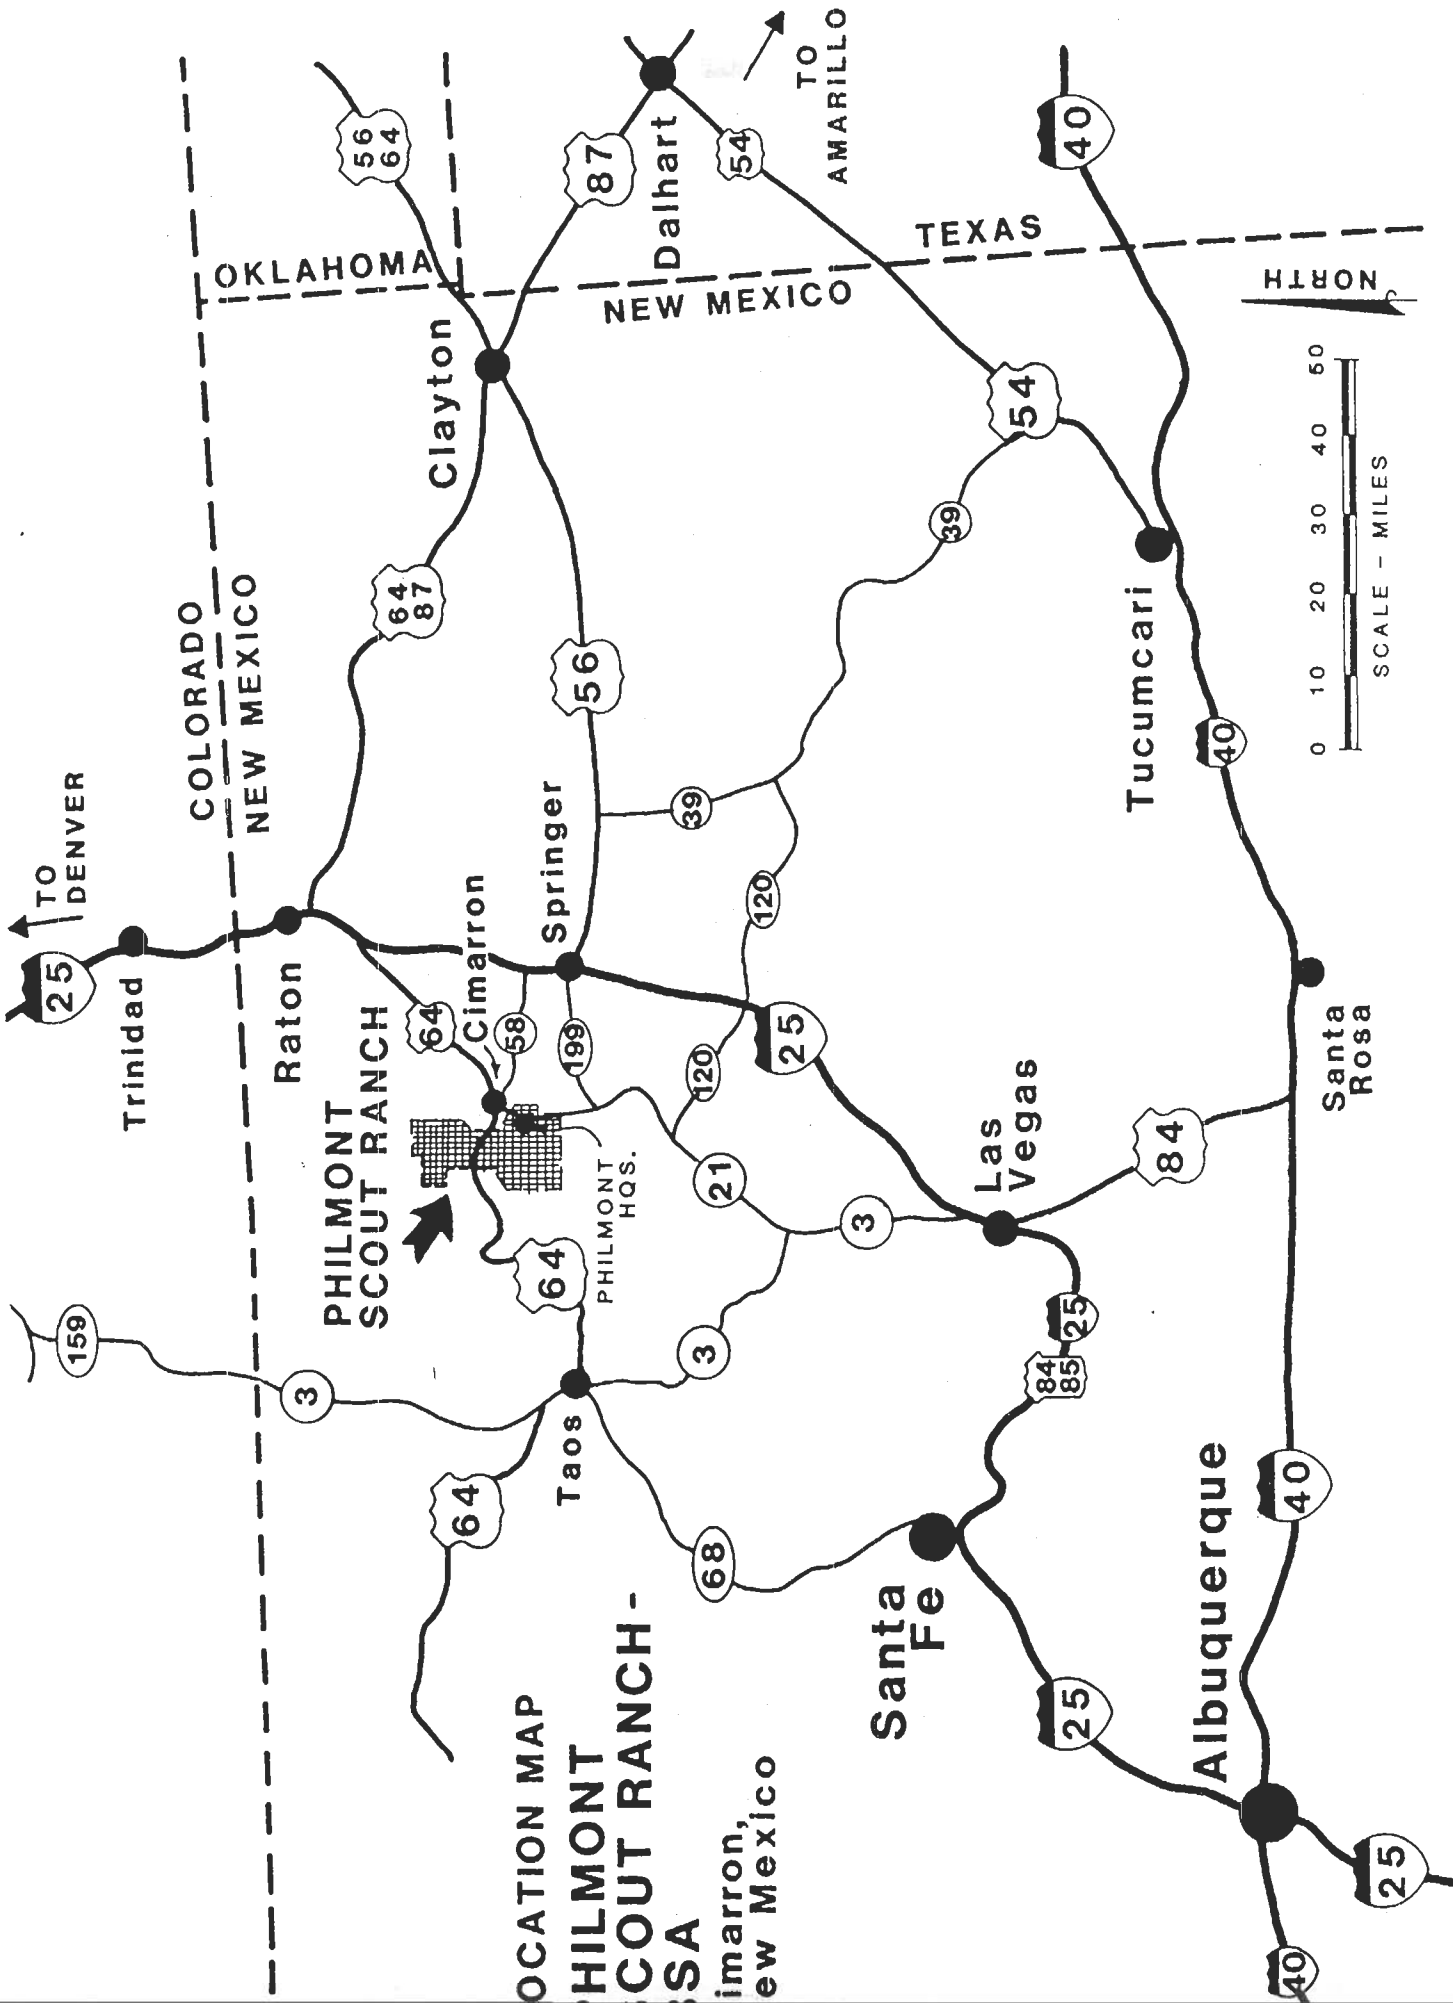 OCATION MAP
HILMONT
COUT RANCH-
SA
imarron,
ew Mexico
TO
DENVER
25
Trinidad
159
COLORADO
NEW MEXICO
OKLAHOMA
56
64
3
Raton
64
87
Clayton
PHILMONT
SCOUT RANCH
64
Cimarron
58
Springer
56
87
Dalhart
TO
AMARILLO
54
64
64
199
PHILMONT
HQS.
Taos
39
120
120
21
3
3
68
25
NEW MEXICO
TEXAS
39
54
Santa
Fe
Las
Vegas
25
84
85
84
25
Tucumcari
40
40
Albuquerque
40
Santa
Rosa
40
25
NORTH
0 10 20 30 40 50
SCALE - MILES